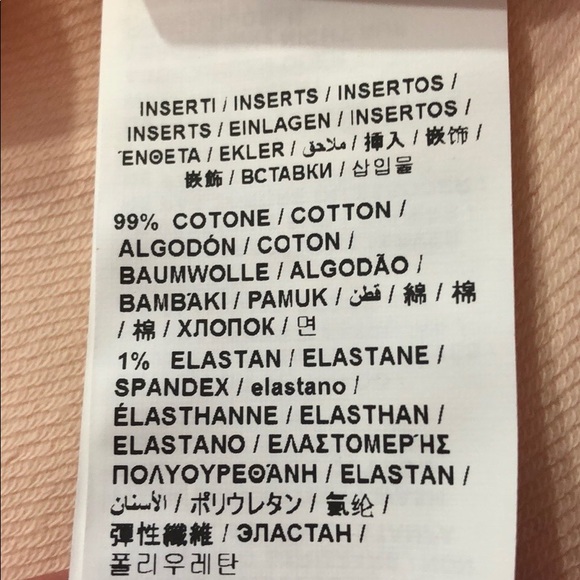 INSERTI / INSERTS / INSERTOS /
INSERTS / EINLAGEN / INSERTOS /
ΈΝΘΕΤΑ / EKLER / ملاحق / 挿入 / 嵌饰 /
嵌飾 / ВСТАВКИ / 삽입물
99% COTONE / COTTON /
ALGODÓN / COTON /
BAUMWOLLE / ALGODÃO /
ΒΑΜΒΆΚΙ / PAMUK / قطن / 綿 / 棉
/ 棉 / ХЛОПОК / 면
1% ELASTAN / ELASTANE /
SPANDEX / elastano /
ÉLASTHANNE / ELASTHAN /
ELASTANO / ΕΛΑΣΤΟΜΕΡΉΣ
ΠΟΛΥΟΥΡΕΘΆΝΗ / ELASTAN /
الأسنان / ポリウレタン / 氨纶 /
彈性纖維 / ЭЛАСТАН /
폴리우레탄